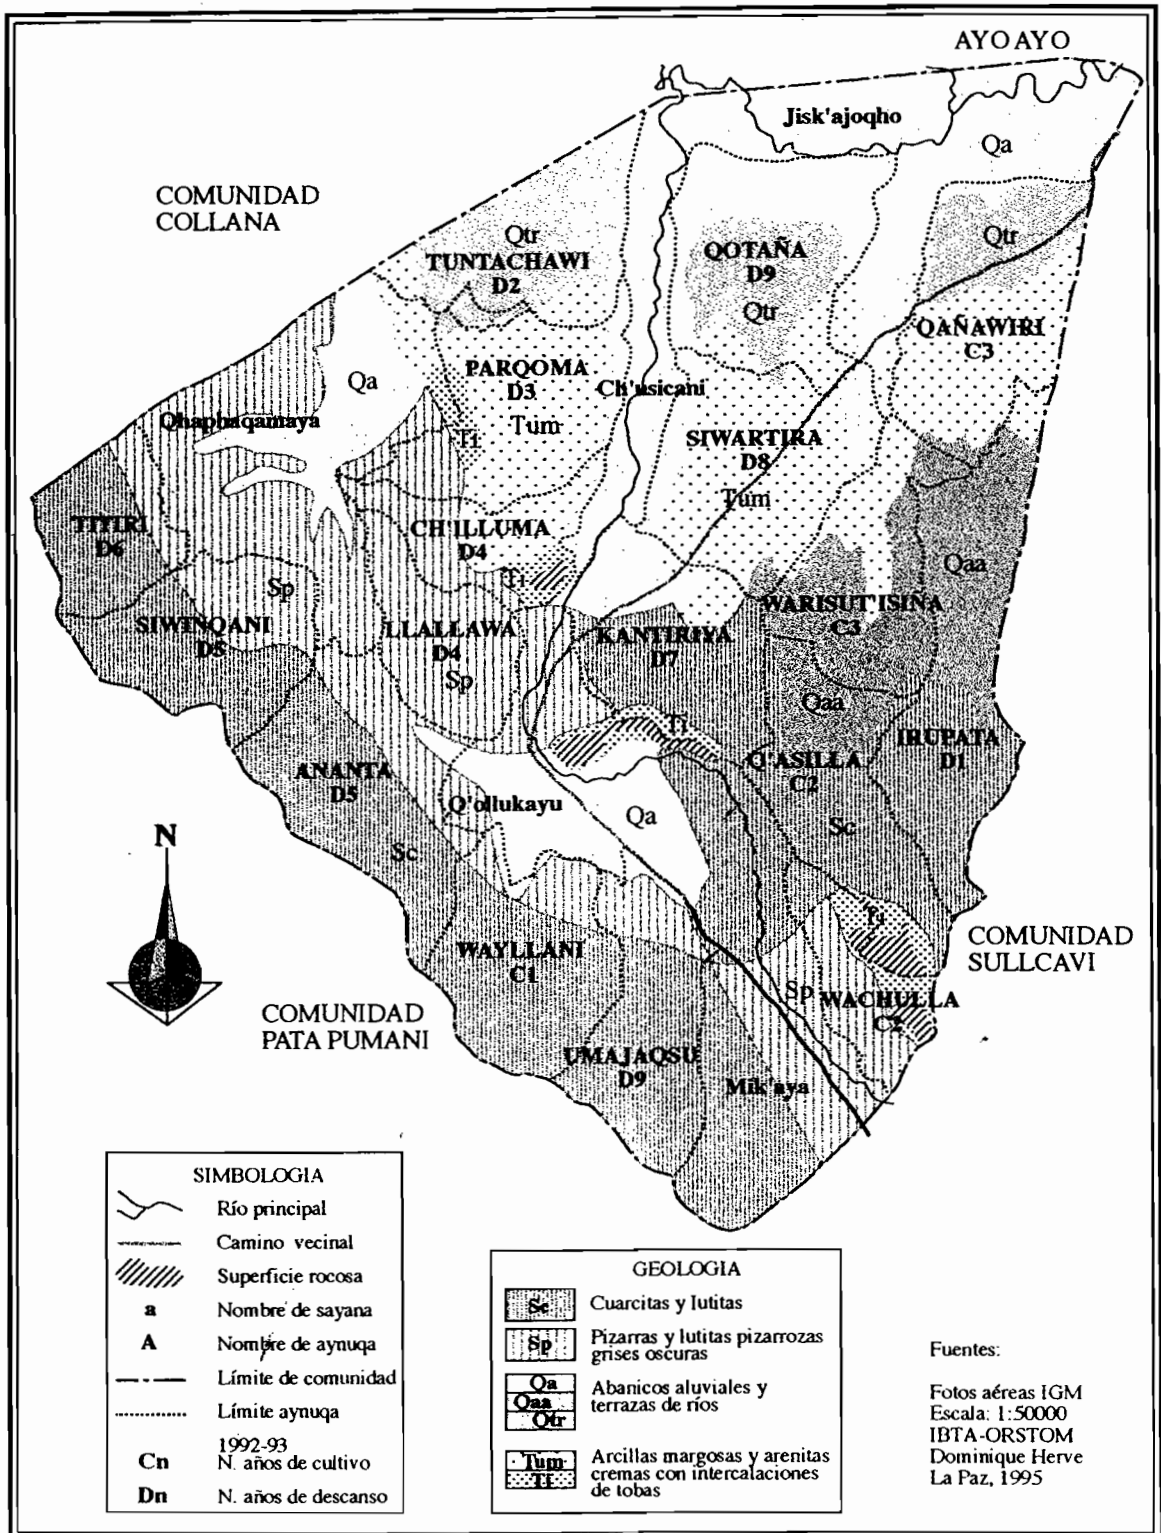 AYO AYO
Jisk'ajoqho
Qa
COMUNIDAD
COLLANA
Qtr
TUNTACHAWI
D2
QOTAÑA
D9
Qtr
Qtr
QAÑAWIRI
C3
Qa
PARQOMA
D3
Tum
Ch'usicani
Qhaphaqamaya
Ti
SIWARTIRA
D8
Tum
TITIRI
D6
CH'ILLUMA
D4
Ti
Qaa
Sp
WARISUT'ISIÑA
C3
SIWINQANI
D5
LLALLAWA
D4
Sp
KANTIRIYA
D7
Qaa
Ti
IRUPATA
D1
Q'ASILLA
C2
ANANTA
D5
Q'ollukayu
Qa
Sc
Sc
N
Ti
COMUNIDAD
SULLCAVI
WAYLLANI
C1
Sp
WACHULLA
C2
COMUNIDAD
PATA PUMANI
UMAJAQSU
D9
Mik'aya
SIMBOLOGIA
Río principal
Camino vecinal
Superficie rocosa
a Nombre de sayana
A Nombre de aynuqa
Límite de comunidad
Límite aynuqa
1992-93
Cn N. años de cultivo
Dn N. años de descanso
GEOLOGIA
Sc Cuarcitas y lutitas
Sp Pizarras y lutitas pizarrozas
grises oscuras
Qa
Qaa
Qtr
Abanicos aluviales y
terrazas de ríos
Tum
Ti
Arcillas margosas y arenitas
cremas con intercalaciones
de tobas
Fuentes:
Fotos aéreas IGM
Escala: 1:50000
IBTA-ORSTOM
Dominique Herve
La Paz, 1995